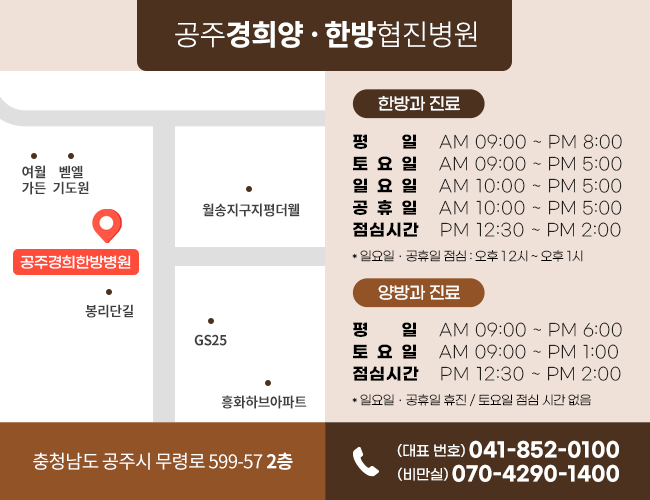 공주경희양·한방협진병원
여월
가든
벧엘
기도원
월송지구지평더웰
공주경희한방병원
봉리단길
GS25
흥화하브아파트
한방과 진료
평 일 AM 09:00 ~ PM 8:00
토 요 일 AM 09:00 ~ PM 5:00
일 요 일 AM 10:00 ~ PM 5:00
공 휴 일 AM 10:00 ~ PM 5:00
점심시간 PM 12:30 ~ PM 2:00
* 일요일 · 공휴일 점심 : 오후 12시 ~ 오후 1시
양방과 진료
평 일 AM 09:00 ~ PM 6:00
토 요 일 AM 09:00 ~ PM 1:00
점심시간 PM 12:30 ~ PM 2:00
* 일요일 · 공휴일 휴진 / 토요일 점심 시간 없음
충청남도 공주시 무령로 599-57 2층
(대표 번호) 041-852-0100
(비만실) 070-4290-1400